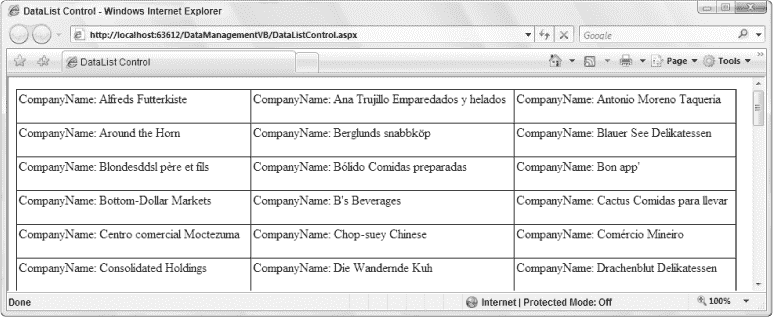 DataList Control - Windows Internet Explorer
http://localhost:63612/DataManagementVB/DataListControl.aspx
Google
DataList Control
Page
Tools
CompanyName: Alfreds Futterkiste CompanyName: Ana Trujillo Emparedados y helados CompanyName: Antonio Moreno Taquería
CompanyName: Around the Horn CompanyName: Berglunds snabbköp CompanyName: Blauer See Delikatessen
CompanyName: Blondesddsl père et fils CompanyName: Bólido Comidas preparadas CompanyName: Bon app'
CompanyName: Bottom-Dollar Markets CompanyName: B's Beverages CompanyName: Cactus Comidas para llevar
CompanyName: Centro comercial Moctezuma CompanyName: Chop-suey Chinese CompanyName: Comércio Mineiro
CompanyName: Consolidated Holdings CompanyName: Die Wandernde Kuh CompanyName: Drachenblut Delikatessen
Done Internet | Protected Mode: Off 100%